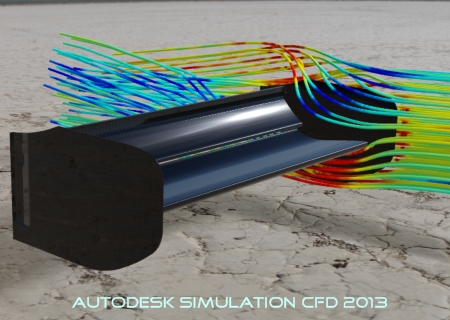 AUTODESK SIMULATION CFD 2013